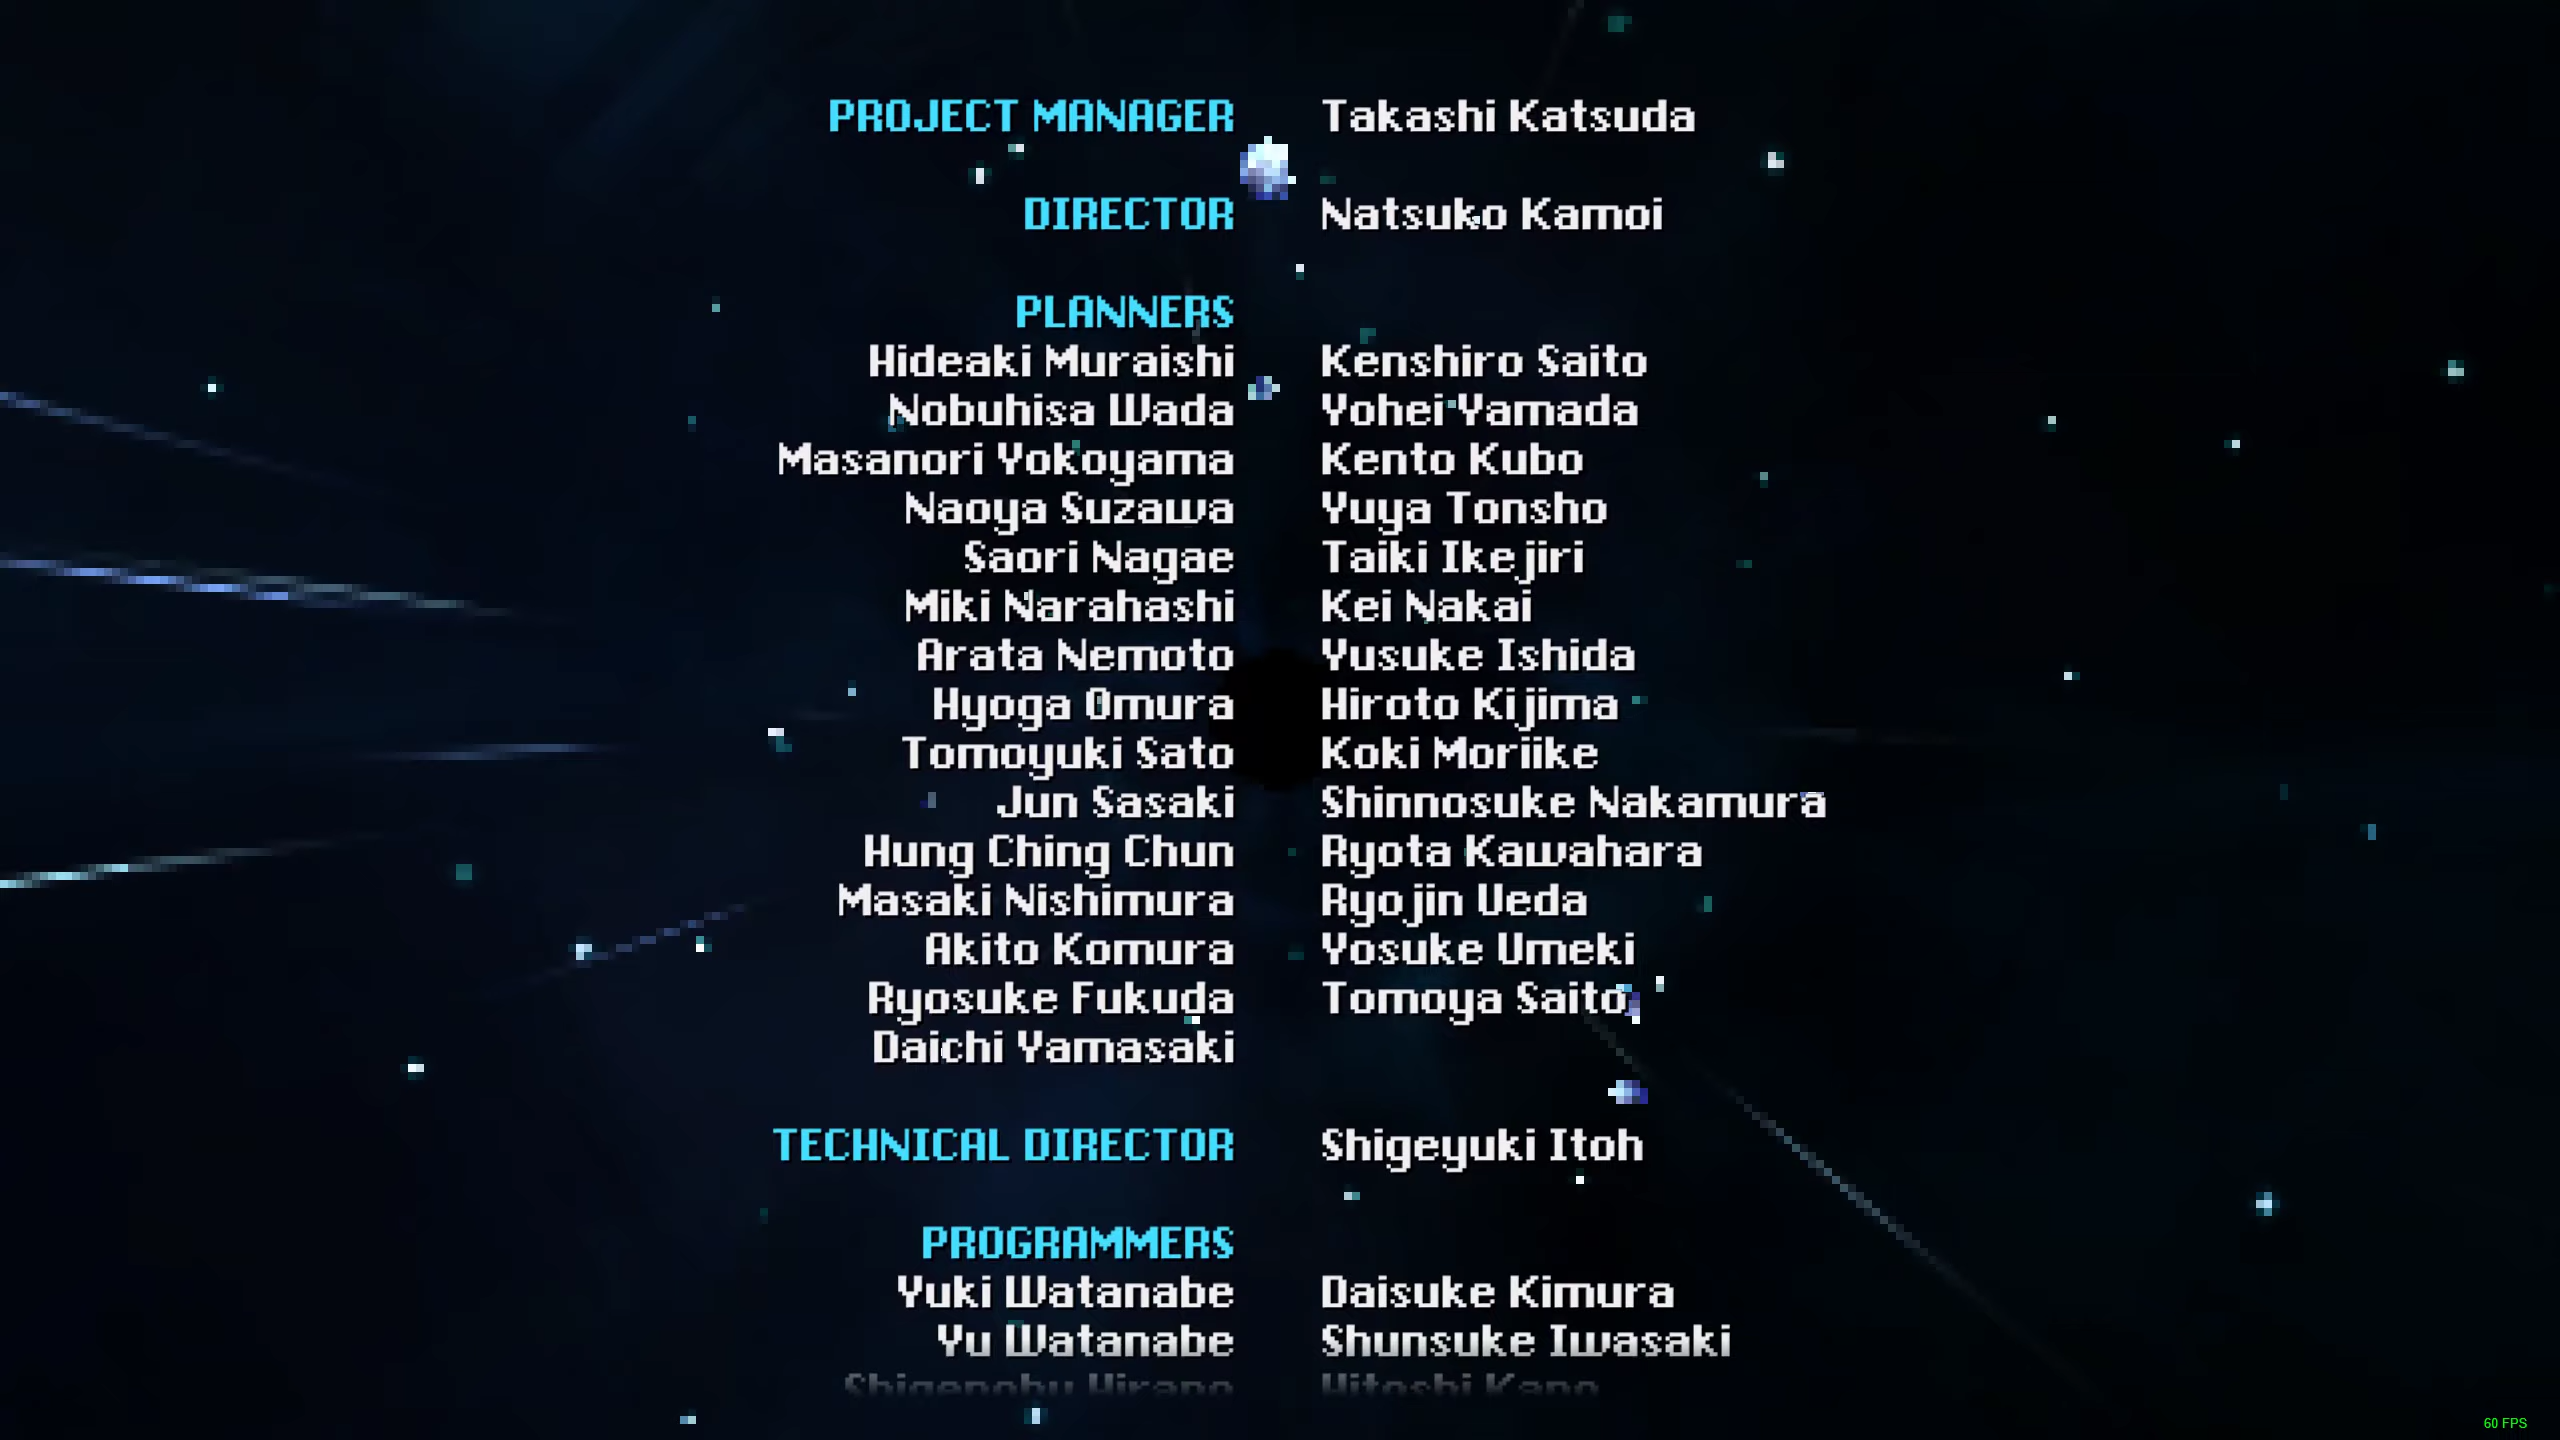 PROJECT MANAGER Takashi Katsuda
DIRECTOR Natsuko Kamoi
PLANNERS
Hideaki Muraishi Kenshiro Saito
Nobuhisa Wada Yohei Yamada
Masanori Yokoyama Kento Kubo
Naoya Suzawa Yuya Tonsho
Saori Nagae Taiki Ikejiri
Miki Narahashi Kei Nakai
Arata Nemoto Yusuke Ishida
Hyoga Omura Hiroto Kijima
Tomoyuki Sato Koki Moriike
Jun Sasaki Shinnosuke Nakamura
Hung Ching Chun Ryota Kawahara
Masaki Nishimura Ryojin Ueda
Akito Komura Yosuke Umeki
Ryosuke Fukuda Tomoya Saito
Daichi Yamasaki
TECHNICAL DIRECTOR Shigeyuki Itoh
PROGRAMMERS
Yuki Watanabe Daisuke Kimura
Yu Watanabe Shunsuke Iwasaki
Shigenobu Hirano Hitoshi Kano
60 FPS